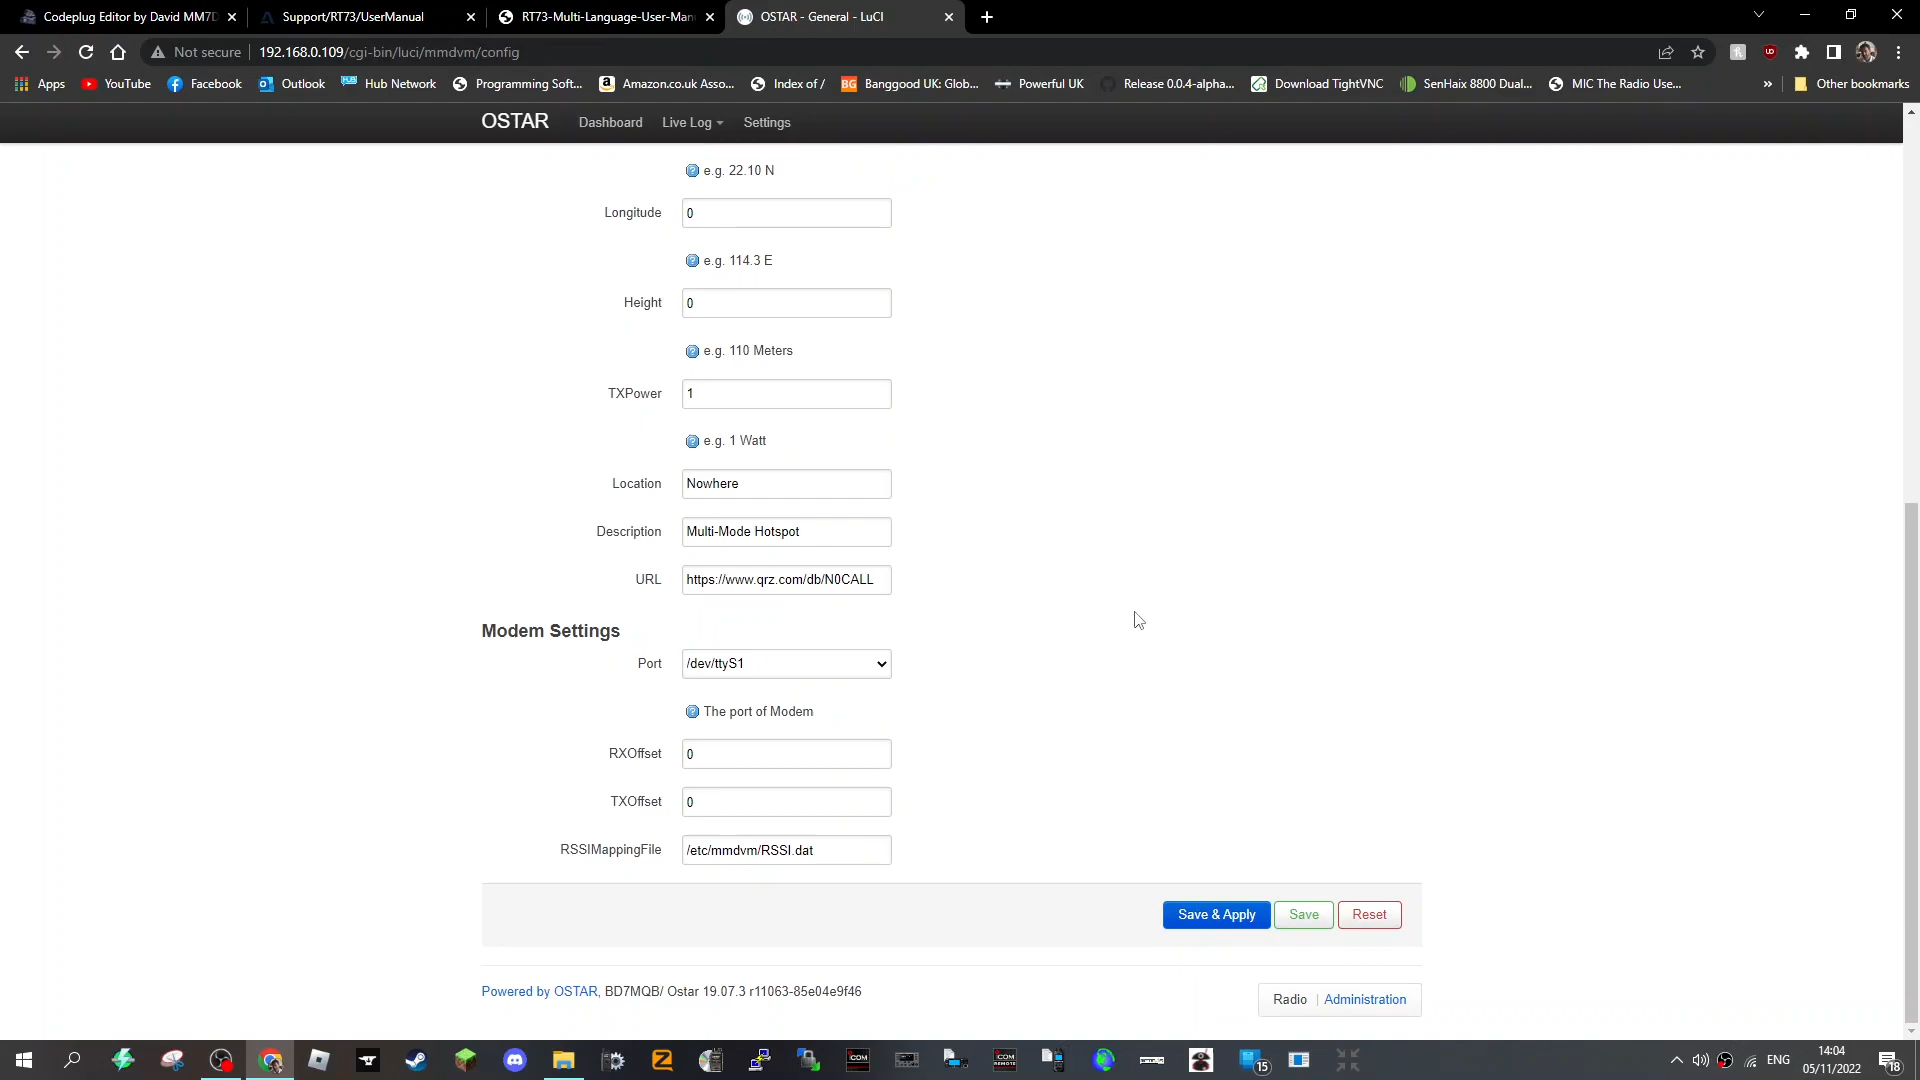 Codeplug Editor by David MM7D
Support/RT73/UserManual
RT73-Multi-Language-User-Man
OSTAR - General - LuCI
Not secure
192.168.0.109/cgi-bin/luci/mmdvm/config
Apps
YouTube
Facebook
Outlook
Hub Network
Programming Soft...
Amazon.co.uk Asso...
Index of /
BG
Banggood UK: Glob...
Powerful UK
Release 0.0.4-alpha...
Download TightVNC
SenHaix 8800 Dual...
MIC The Radio Use...
»
Other bookmarks
OSTAR
Dashboard
Live Log
Settings
e.g. 22.10 N
Longitude
0
e.g. 114.3 E
Height
0
e.g. 110 Meters
TXPower
1
e.g. 1 Watt
Location
Nowhere
Description
Multi-Mode Hotspot
URL
https://www.qrz.com/db/N0CALL
Modem Settings
Port
/dev/ttyS1
The port of Modem
RXOffset
0
TXOffset
0
RSSIMappingFile
/etc/mmdvm/RSSI.dat
Save & Apply
Save
Reset
Powered by OSTAR, BD7MQB/ Ostar 19.07.3 r11063-85e04e9f46
Radio | Administration
15
ENG
14:04
05/11/2022
18